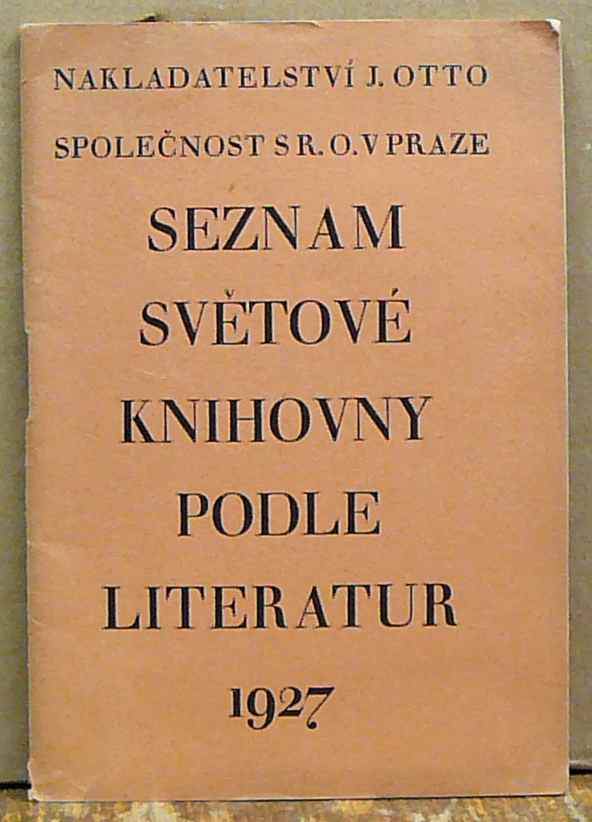 NAKLADATELSTVÍ J. OTTO
SPOLEČNOST S R. O. V PRAZE
SEZNAM
SVĚTOVÉ
KNIHOVNY
PODLE
LITERATUR
1927